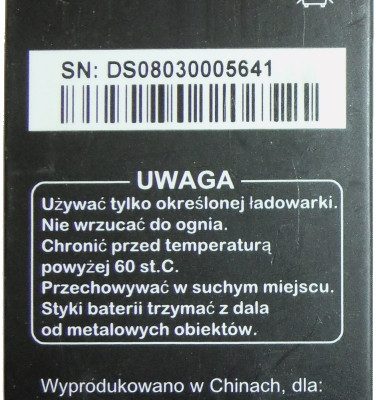 SN: DS08030005641
UWAGA
Używać tylko określonej ładowarki.
Nie wrzucać do ognia.
Chronić przed temperaturą
powyżej 60 st.C.
Przechowywać w suchym miejscu.
Styki baterii trzymać z dala
od metalowych obiektów.
Wyprodukowano w Chinach, dla: